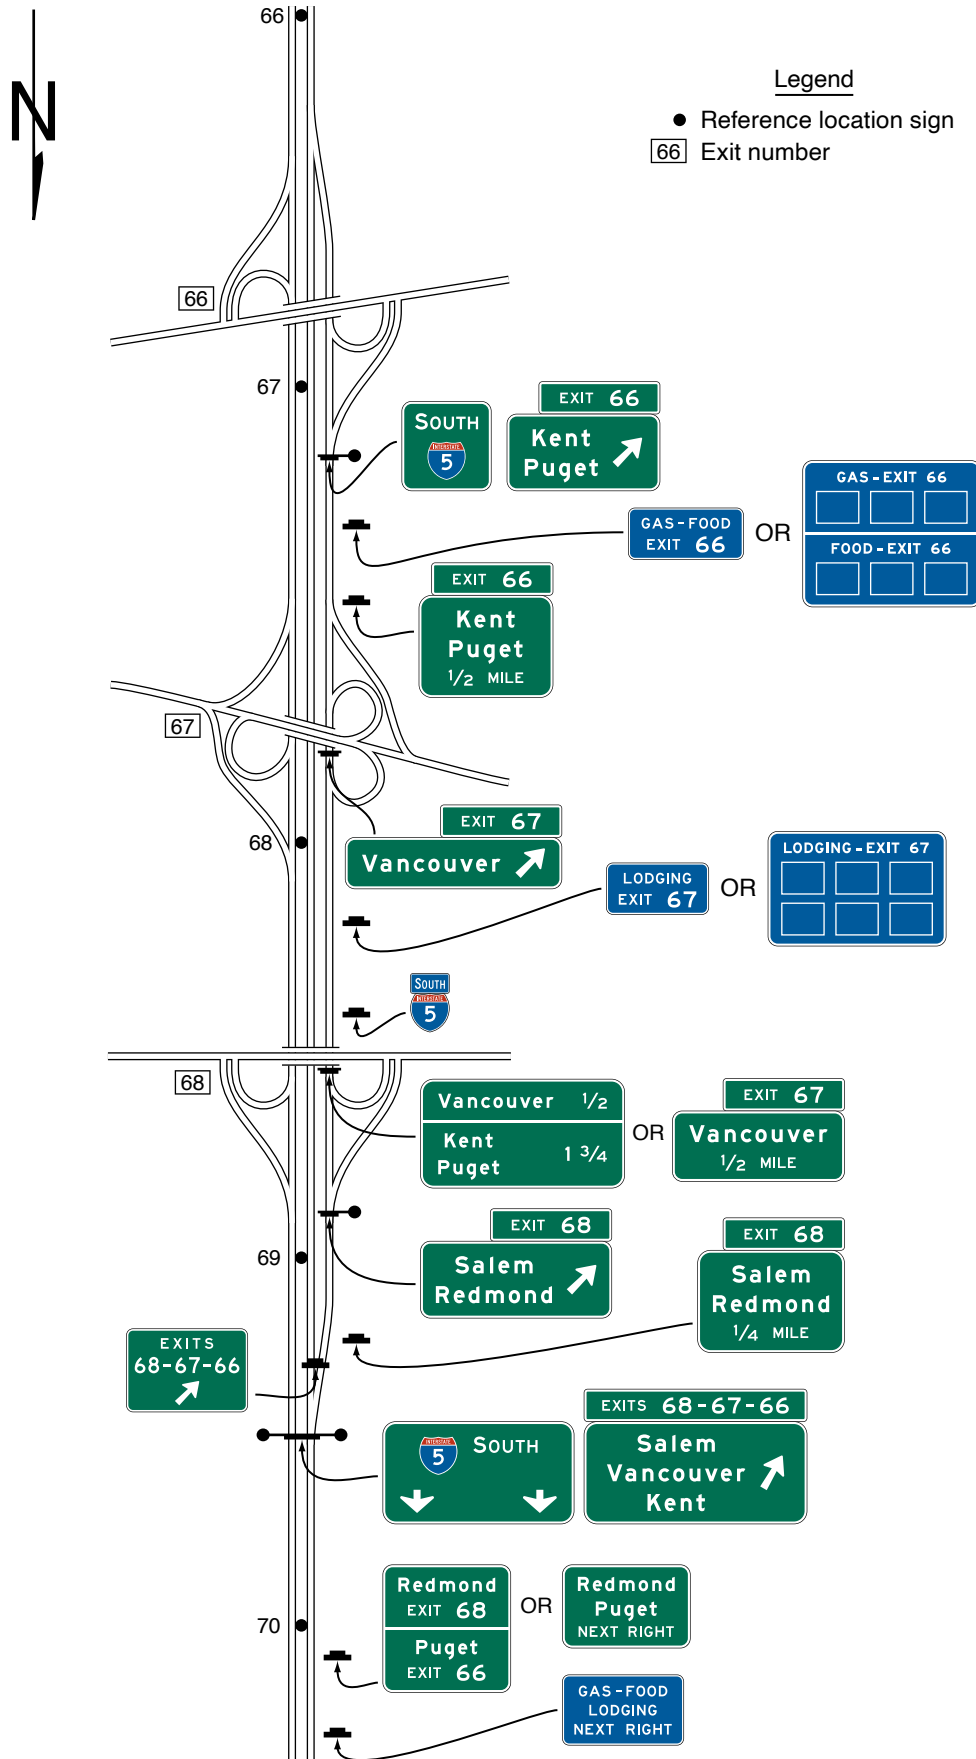 66
N
Legend
Reference location sign
66 Exit number
66
67
EXIT 66
SOUTH
INTERSTATE
5
Kent
Puget
GAS-FOOD
EXIT 66
OR
GAS-EXIT 66
FOOD-EXIT 66
EXIT 66
Kent
Puget
1/2 MILE
67
68
EXIT 67
Vancouver
LODGING
EXIT 67
OR
LODGING-EXIT 67
SOUTH
INTERSTATE
5
68
Vancouver 1/2
Kent
Puget 1 3/4
OR
EXIT 67
Vancouver
1/2 MILE
69
EXIT 68
Salem
Redmond
EXIT 68
Salem
Redmond
1/4 MILE
EXITS
68-67-66
INTERSTATE
5 SOUTH
EXITS 68-67-66
Salem
Vancouver
Kent
70
Redmond
EXIT 68
Puget
EXIT 66
OR
Redmond
Puget
NEXT RIGHT
GAS-FOOD
LODGING
NEXT RIGHT